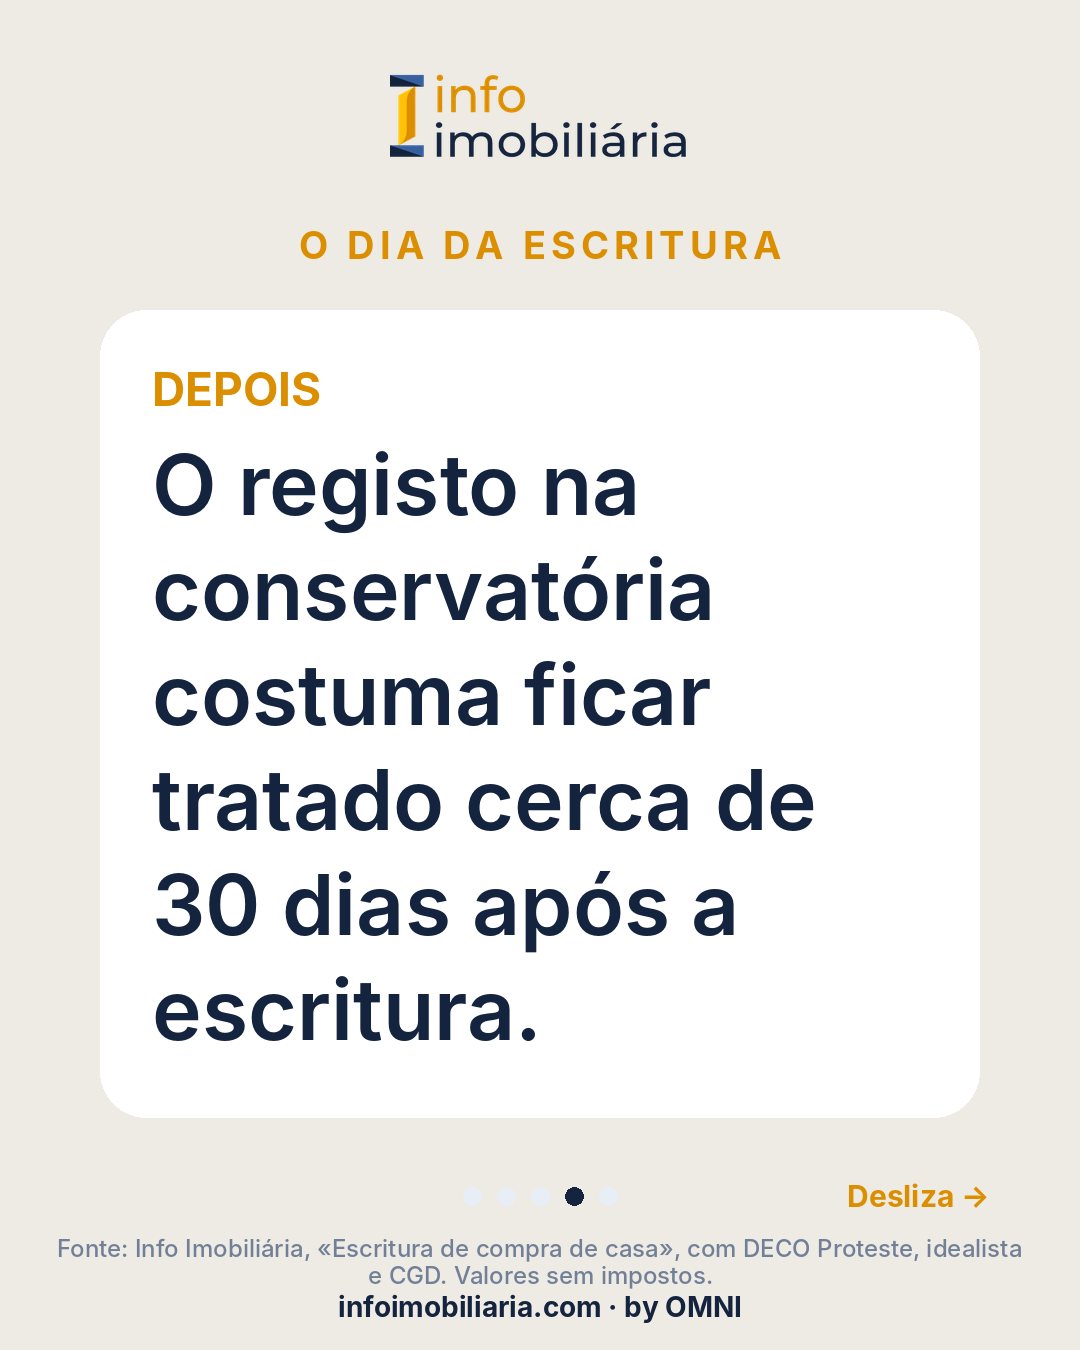 info
imobiliária
O DIA DA ESCRITURA
DEPOIS
O registo na
conservatória
costuma ficar
tratado cerca de
30 dias após a
escritura.
Desliza →
Fonte: Info Imobiliária, «Escritura de compra de casa», com DECO Proteste, idealista
e CGD. Valores sem impostos.
infoimobiliaria.com · by OMNI